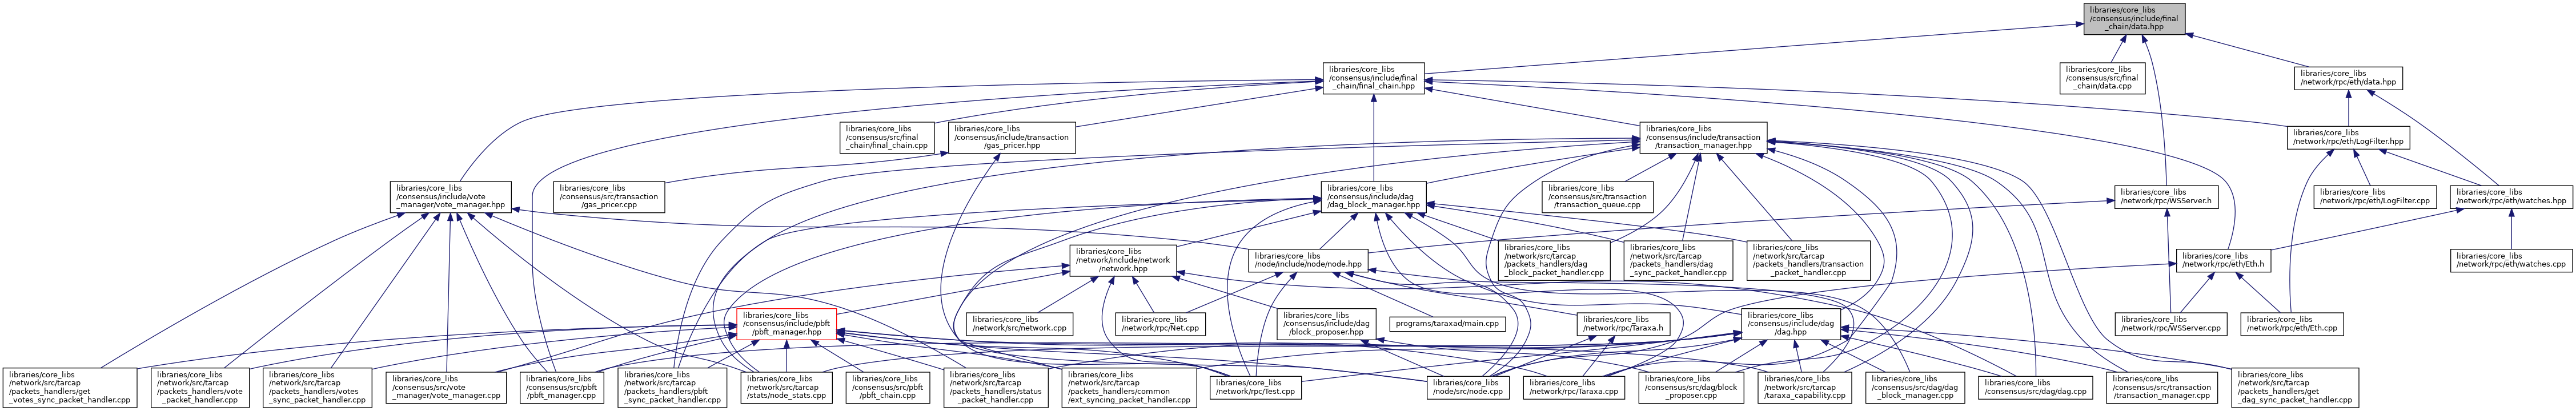 libraries/core_libs
/consensus/include/final
_chain/data.hpp
libraries/core_libs
/consensus/include/final
_chain/final_chain.hpp
libraries/core_libs
/consensus/src/final
_chain/data.cpp
libraries/core_libs
/network/rpc/eth/data.hpp
libraries/core_libs
/consensus/src/final
_chain/final_chain.cpp
libraries/core_libs
/consensus/include/transaction
/gas_pricer.hpp
libraries/core_libs
/consensus/include/transaction
/transaction_manager.hpp
libraries/core_libs
/network/rpc/eth/LogFilter.hpp
libraries/core_libs
/consensus/include/vote
_manager/vote_manager.hpp
libraries/core_libs
/consensus/src/transaction
/gas_pricer.cpp
libraries/core_libs
/consensus/include/dag
/dag_block_manager.hpp
libraries/core_libs
/consensus/src/transaction
/transaction_queue.cpp
libraries/core_libs
/network/rpc/WSServer.h
libraries/core_libs
/network/rpc/eth/LogFilter.cpp
libraries/core_libs
/network/rpc/eth/watches.hpp
libraries/core_libs
/network/include/network
/network.hpp
libraries/core_libs
/node/include/node/node.hpp
libraries/core_libs
/network/src/tarcap
/packets_handlers/dag
_block_packet_handler.cpp
libraries/core_libs
/network/src/tarcap
/packets_handlers/dag
_sync_packet_handler.cpp
libraries/core_libs
/network/src/tarcap
/packets_handlers/transaction
_packet_handler.cpp
libraries/core_libs
/network/rpc/eth/Eth.h
libraries/core_libs
/network/rpc/eth/watches.cpp
libraries/core_libs
/consensus/include/pbft
/pbft_manager.hpp
libraries/core_libs
/network/src/network.cpp
libraries/core_libs
/network/rpc/Net.cpp
libraries/core_libs
/consensus/include/dag
/block_proposer.hpp
programs/taraxad/main.cpp
libraries/core_libs
/network/rpc/Taraxa.h
libraries/core_libs
/consensus/include/dag
/dag.hpp
libraries/core_libs
/network/rpc/WSServer.cpp
libraries/core_libs
/network/rpc/eth/Eth.cpp
libraries/core_libs
/network/src/tarcap
/packets_handlers/get
_votes_sync_packet_handler.cpp
libraries/core_libs
/network/src/tarcap
/packets_handlers/vote
_packet_handler.cpp
libraries/core_libs
/network/src/tarcap
/packets_handlers/votes
_sync_packet_handler.cpp
libraries/core_libs
/consensus/src/vote
_manager/vote_manager.cpp
libraries/core_libs
/consensus/src/pbft
/pbft_manager.cpp
libraries/core_libs
/network/src/tarcap
/packets_handlers/pbft
_sync_packet_handler.cpp
libraries/core_libs
/network/src/tarcap
/stats/node_stats.cpp
libraries/core_libs
/consensus/src/pbft
/pbft_chain.cpp
libraries/core_libs
/network/src/tarcap
/packets_handlers/status
_packet_handler.cpp
libraries/core_libs
/network/src/tarcap
/packets_handlers/common
/ext_syncing_packet_handler.cpp
libraries/core_libs
/network/rpc/Test.cpp
libraries/core_libs
/node/src/node.cpp
libraries/core_libs
/network/rpc/Taraxa.cpp
libraries/core_libs
/consensus/src/dag/block
_proposer.cpp
libraries/core_libs
/network/src/tarcap
/taraxa_capability.cpp
libraries/core_libs
/consensus/src/dag/dag
_block_manager.cpp
libraries/core_libs
/consensus/src/dag/dag.cpp
libraries/core_libs
/consensus/src/transaction
/transaction_manager.cpp
libraries/core_libs
/network/src/tarcap
/packets_handlers/get
_dag_sync_packet_handler.cpp